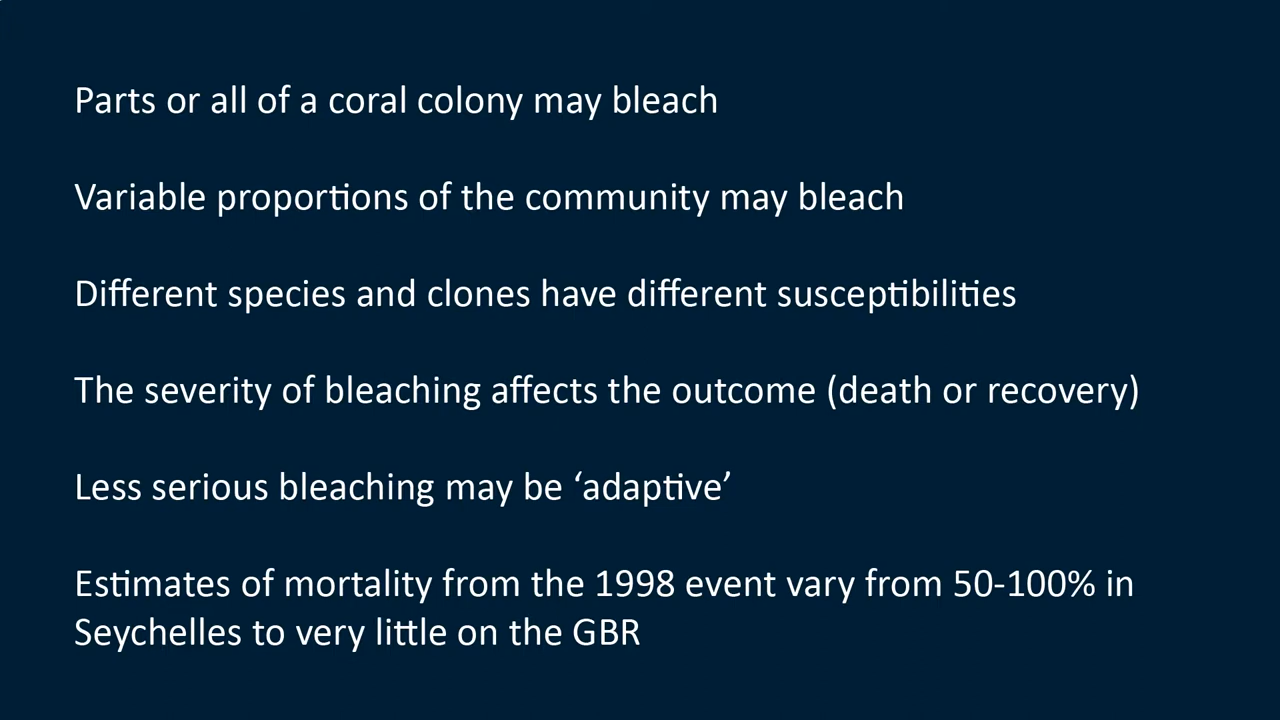 Parts or all of a coral colony may bleach
Variable proportions of the community may bleach
Different species and clones have different susceptibilities
The severity of bleaching affects the outcome (death or recovery)
Less serious bleaching may be ‘adaptive’
Estimates of mortality from the 1998 event vary from 50-100% in
Seychelles to very little on the GBR